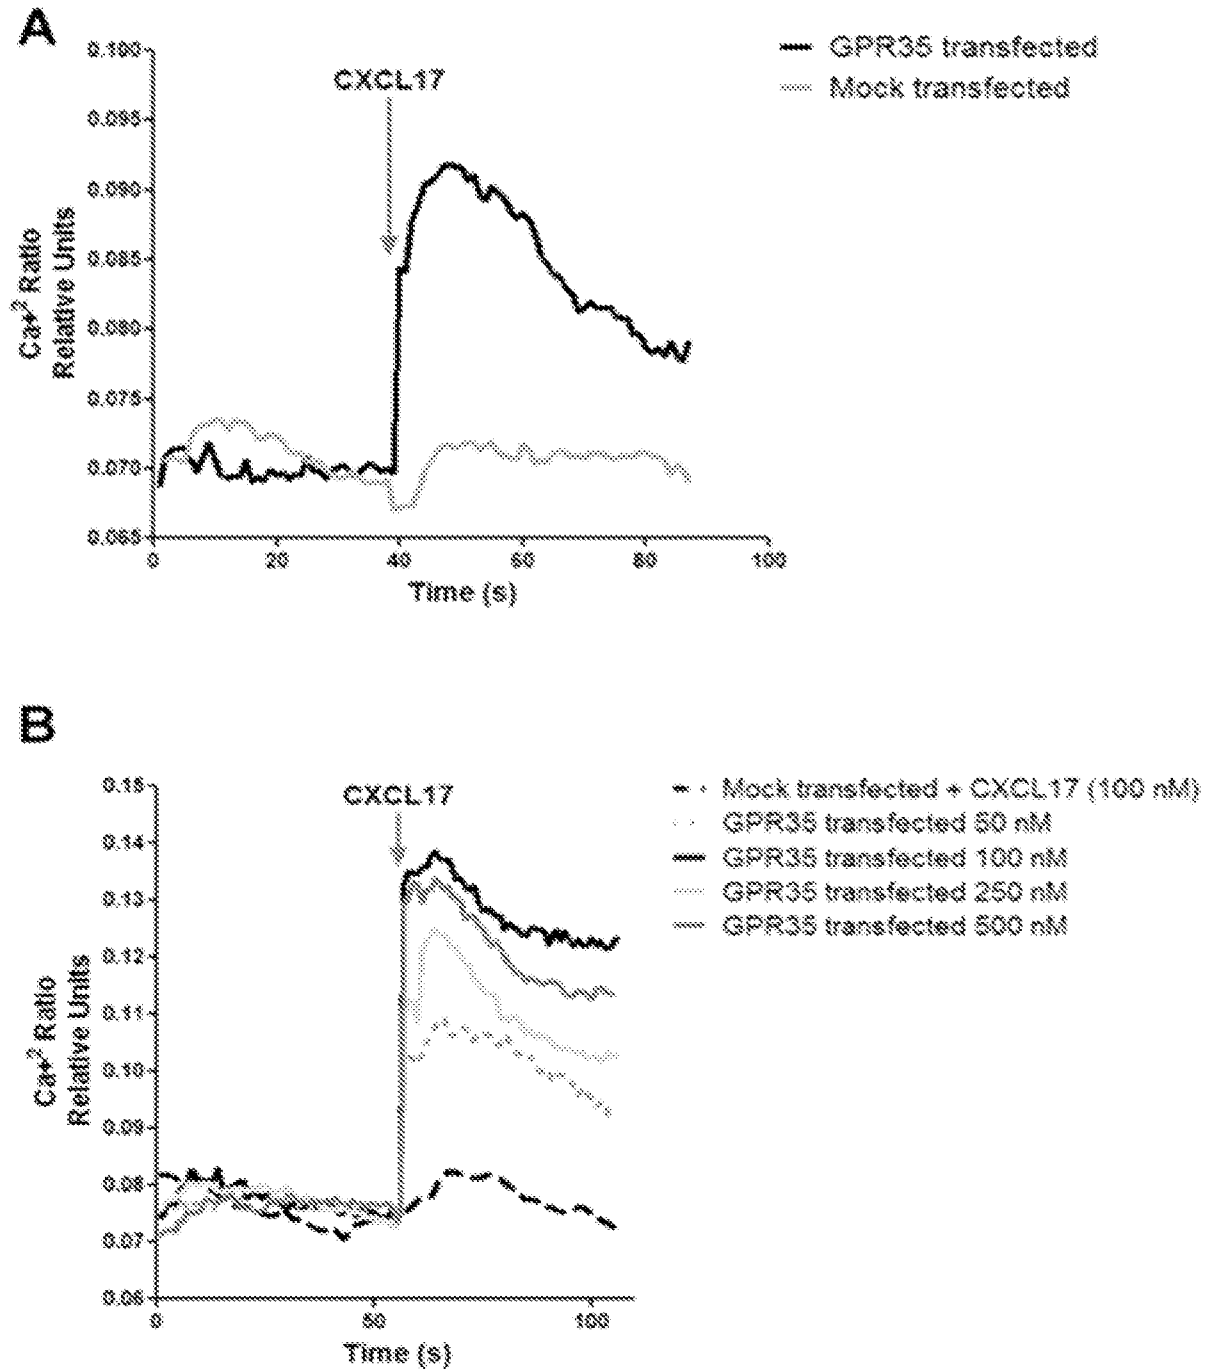 A
GPR35 transfected
Mock transfected
CXCL17
0.100
0.095
0.090
0.085
0.080
0.075
0.070
0.065
Ca+2 Ratio
Relative Units
0 20 40 60 80 100
Time (s)
B
CXCL17
Mock transfected + CXCL17 (100 nM)
GPR35 transfected 50 nM
GPR35 transfected 100 nM
GPR35 transfected 250 nM
GPR35 transfected 500 nM
0.15
0.14
0.13
0.12
0.11
0.10
0.09
0.08
0.07
0.06
Ca+2 Ratio
Relative Units
0 50 100
Time (s)